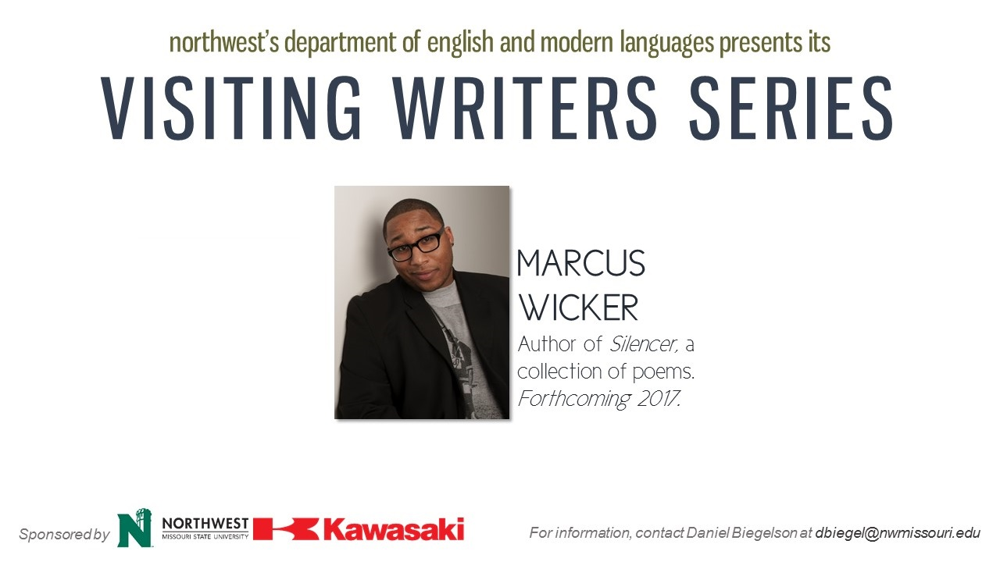 northwest's department of english and modern languages presents its
VISITING WRITERS SERIES
MARCUS
WICKER
Author of Silencer, a
collection of poems.
Forthcoming 2017.
Sponsored by
N
NORTHWEST
MISSOURI STATE UNIVERSITY
Kawasaki
For information, contact Daniel Biegelson at dbiegel@nwmissouri.edu